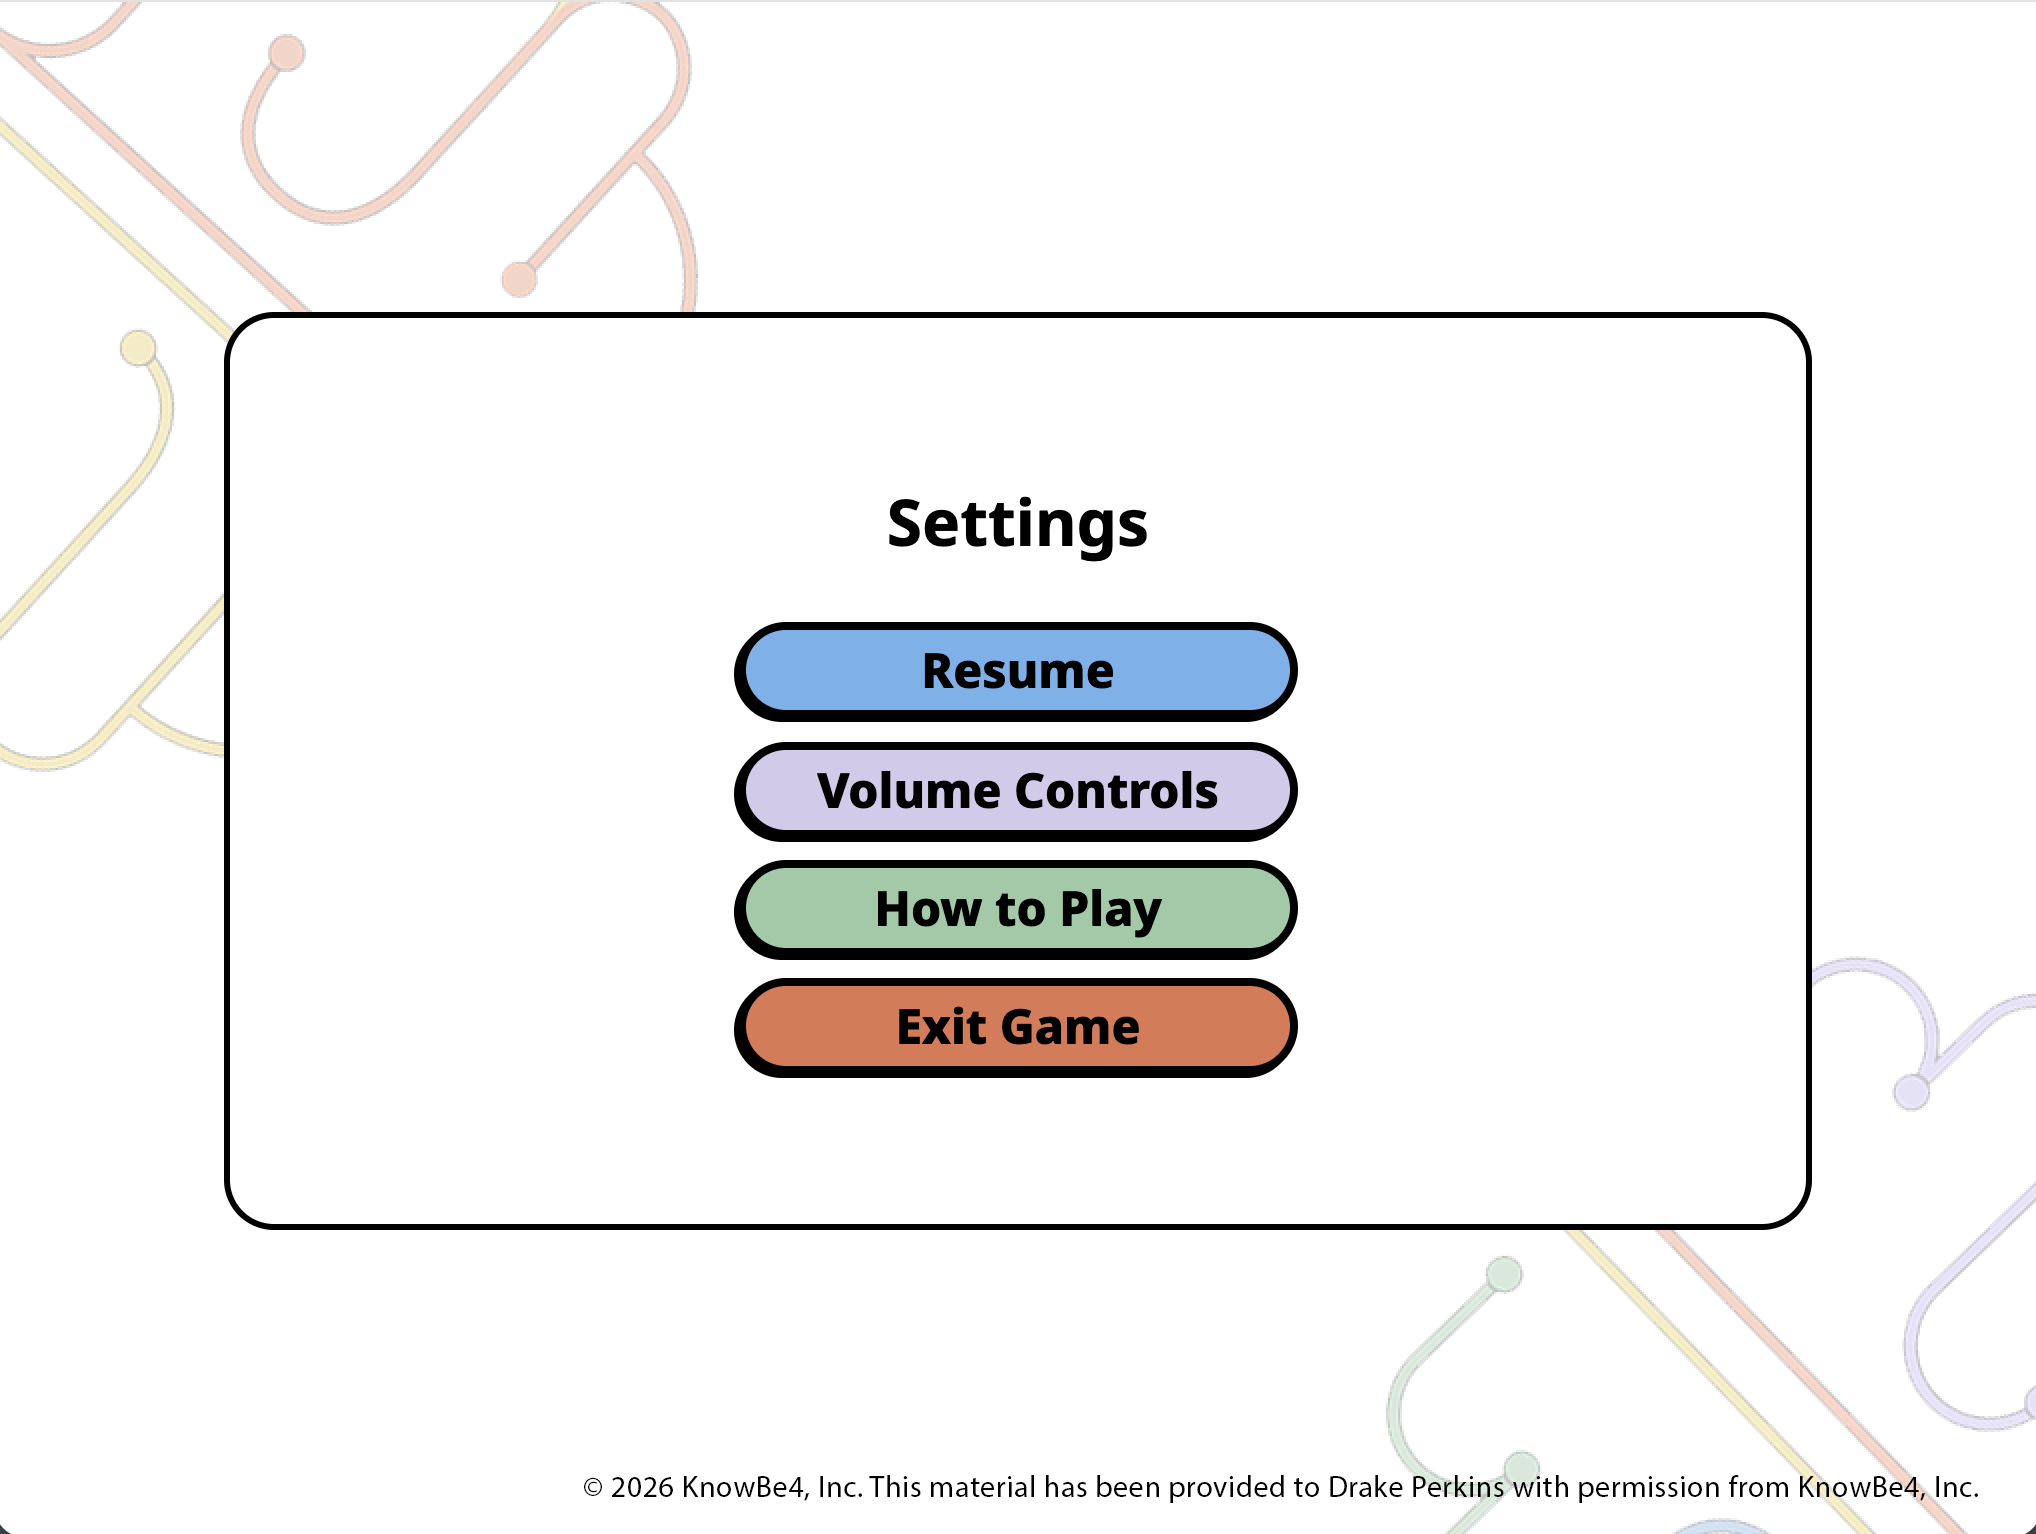 Settings
Resume
Volume Controls
How to Play
Exit Game
© 2026 KnowBe4, Inc. This material has been provided to Drake Perkins with permission from KnowBe4, Inc.